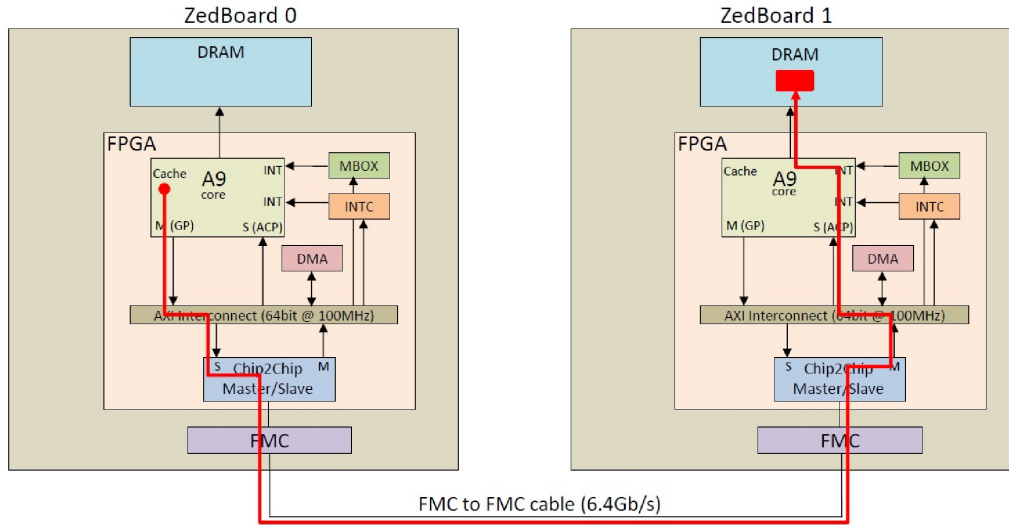 ZedBoard 0
DRAM
FPGA
Cache
A9
core
INT
INT
M (GP)
S (ACP)
MBOX
INTC
DMA
AXI Interconnect (64bit @ 100MHz)
S
Chip2Chip
M
Master/Slave
FMC
ZedBoard 1
DRAM
FPGA
Cache
A9
core
INT
INT
M (GP)
S (ACP)
MBOX
INTC
DMA
AXI Interconnect (64bit @ 100MHz)
S
Chip2Chip
M
Master/Slave
FMC
FMC to FMC cable (6.4Gb/s)